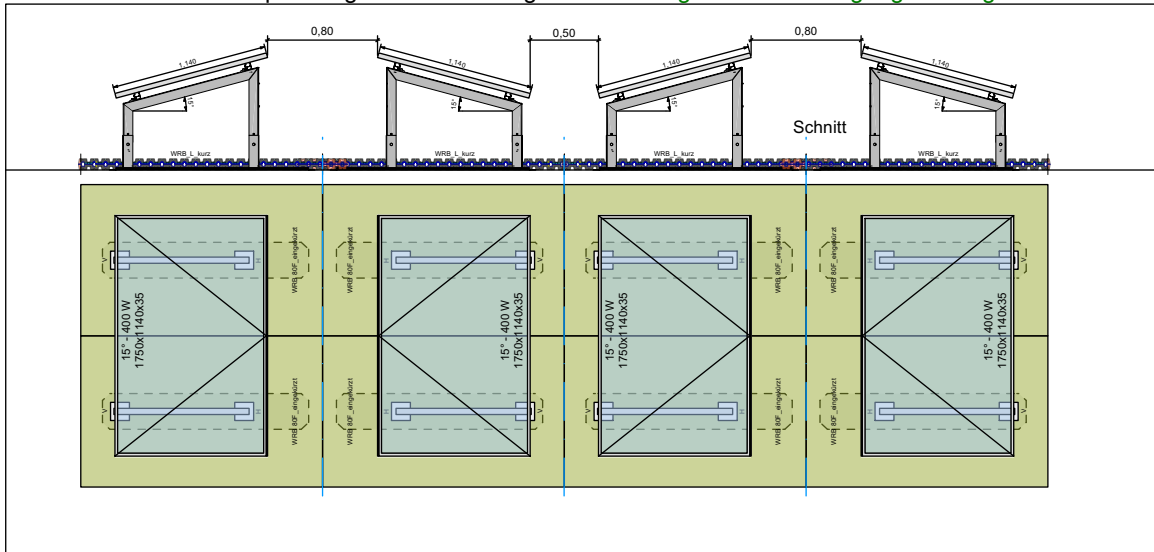 0,80
0,50
0,80
1,140
1,140
1,140
1,140
15°
15°
15°
15°
Schnitt
WRB_L_kurz
WRB_L_kurz
WRB_L_kurz
WRB_L_kurz
V
H
WRB 80F_eingekürzt
WRB 80F_eingekürzt
H
V
V
H
WRB 80F_eingekürzt
WRB 80F_eingekürzt
H
V
15° - 400 W
1750x1140x35
15° - 400 W
1750x1140x35
15° - 400 W
1750x1140x35
15° - 400 W
1750x1140x35
V
H
WRB 80F_eingekürzt
WRB 80F_eingekürzt
H
V
V
H
WRB 80F_eingekürzt
WRB 80F_eingekürzt
H
V